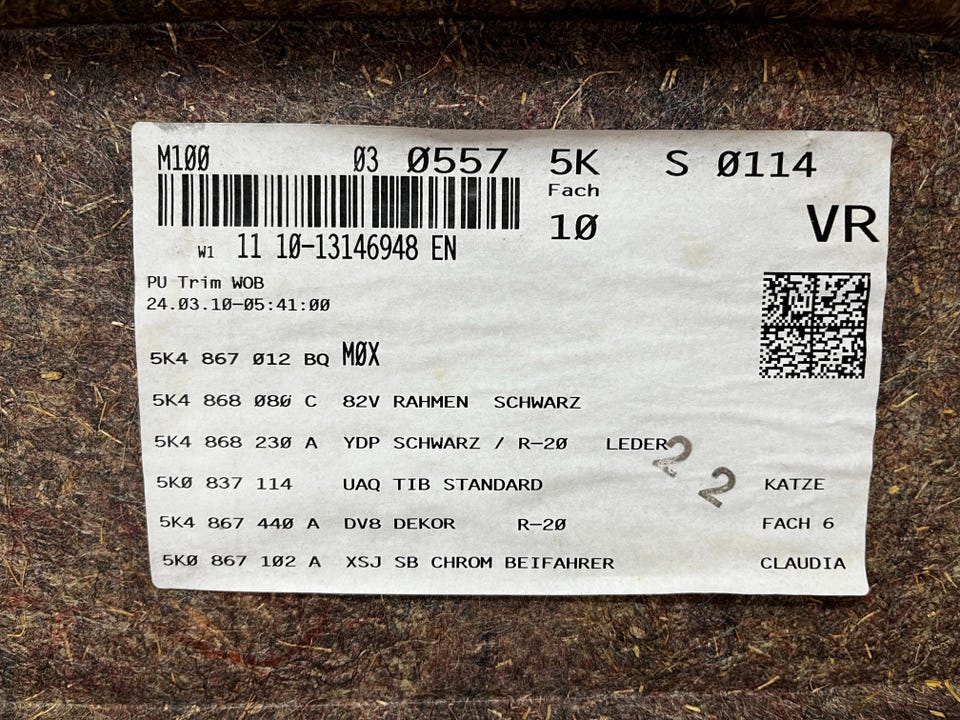 M100 03 0557 5K S 0114
Fach
10 VR
W1 11 10-13146948 EN
PU Trim WOB
24.03.10-05:41:00
5K4 867 012 BQ M0X
5K4 868 080 C 82V RAHMEN SCHWARZ
5K4 868 230 A YDP SCHWARZ / R-20 LEDER
2 2
5K0 837 114 UAQ TIB STANDARD KATZE
5K4 867 440 A DV8 DEKOR R-20 FACH 6
5K0 867 102 A XSJ SB CHROM BEIFAHRER CLAUDIA